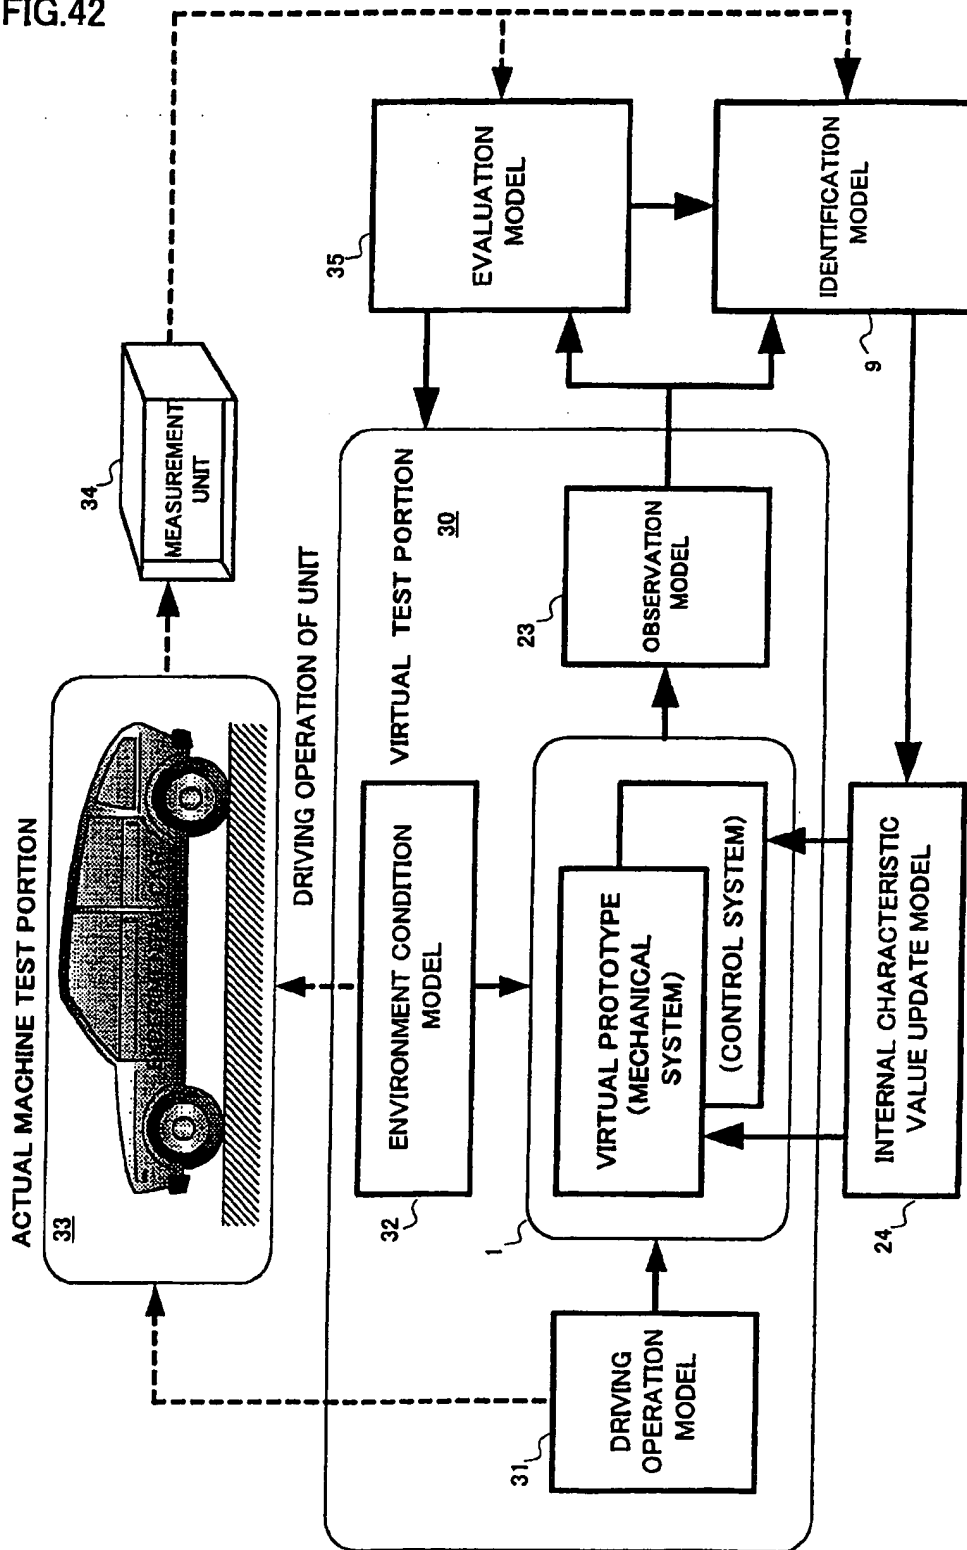 FIG.42
ACTUAL MACHINE TEST PORTION
33
EXPERIMENTAL CAR
34
MEASUREMENT
UNIT
DRIVING OPERATION OF UNIT
VIRTUAL TEST PORTION
30
32
ENVIRONMENT CONDITION
MODEL
1
VIRTUAL PROTOTYPE
(MECHANICAL
SYSTEM)
(CONTROL SYSTEM)
31
DRIVING
OPERATION
MODEL
23
OBSERVATION
MODEL
35
EVALUATION
MODEL
IDENTIFICATION
MODEL
9
24
INTERNAL CHARACTERISTIC
VALUE UPDATE MODEL